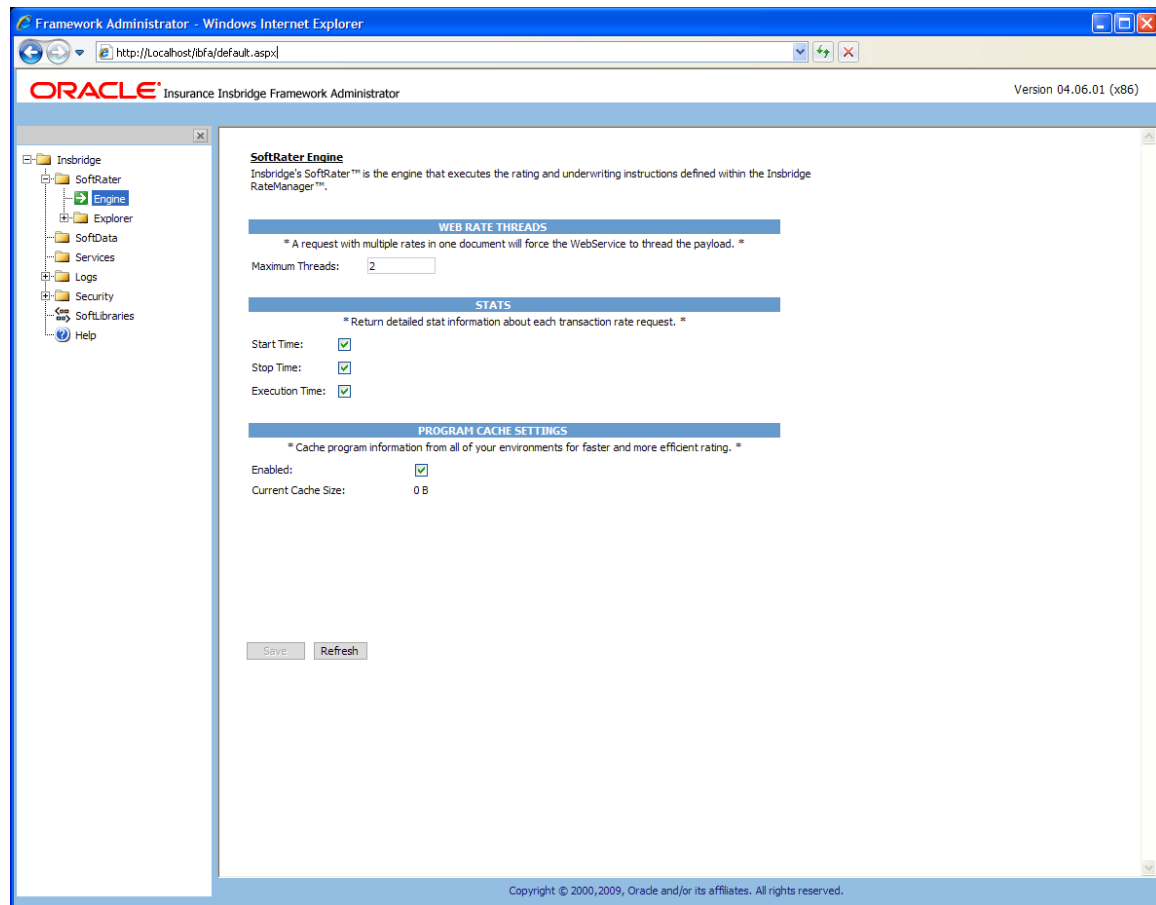 Framework Administrator - Windows Internet Explorer
http://Localhost/ibfa/default.aspx
ORACLE Insurance Insbridge Framework Administrator
Version 04.06.01 (x86)
Insbridge
SoftRater
Engine
Explorer
SoftData
Services
Logs
Security
SoftLibraries
Help
SoftRater Engine
Insbridge's SoftRater™ is the engine that executes the rating and underwriting instructions defined within the Insbridge
RateManager™.
WEB RATE THREADS
* A request with multiple rates in one document will force the WebService to thread the payload. *
Maximum Threads: 2
STATS
* Return detailed stat information about each transaction rate request. *
Start Time:
Stop Time:
Execution Time:
PROGRAM CACHE SETTINGS
* Cache program information from all of your environments for faster and more efficient rating. *
Enabled:
Current Cache Size: 0 B
Save Refresh
Copyright © 2000,2009, Oracle and/or its affiliates. All rights reserved.